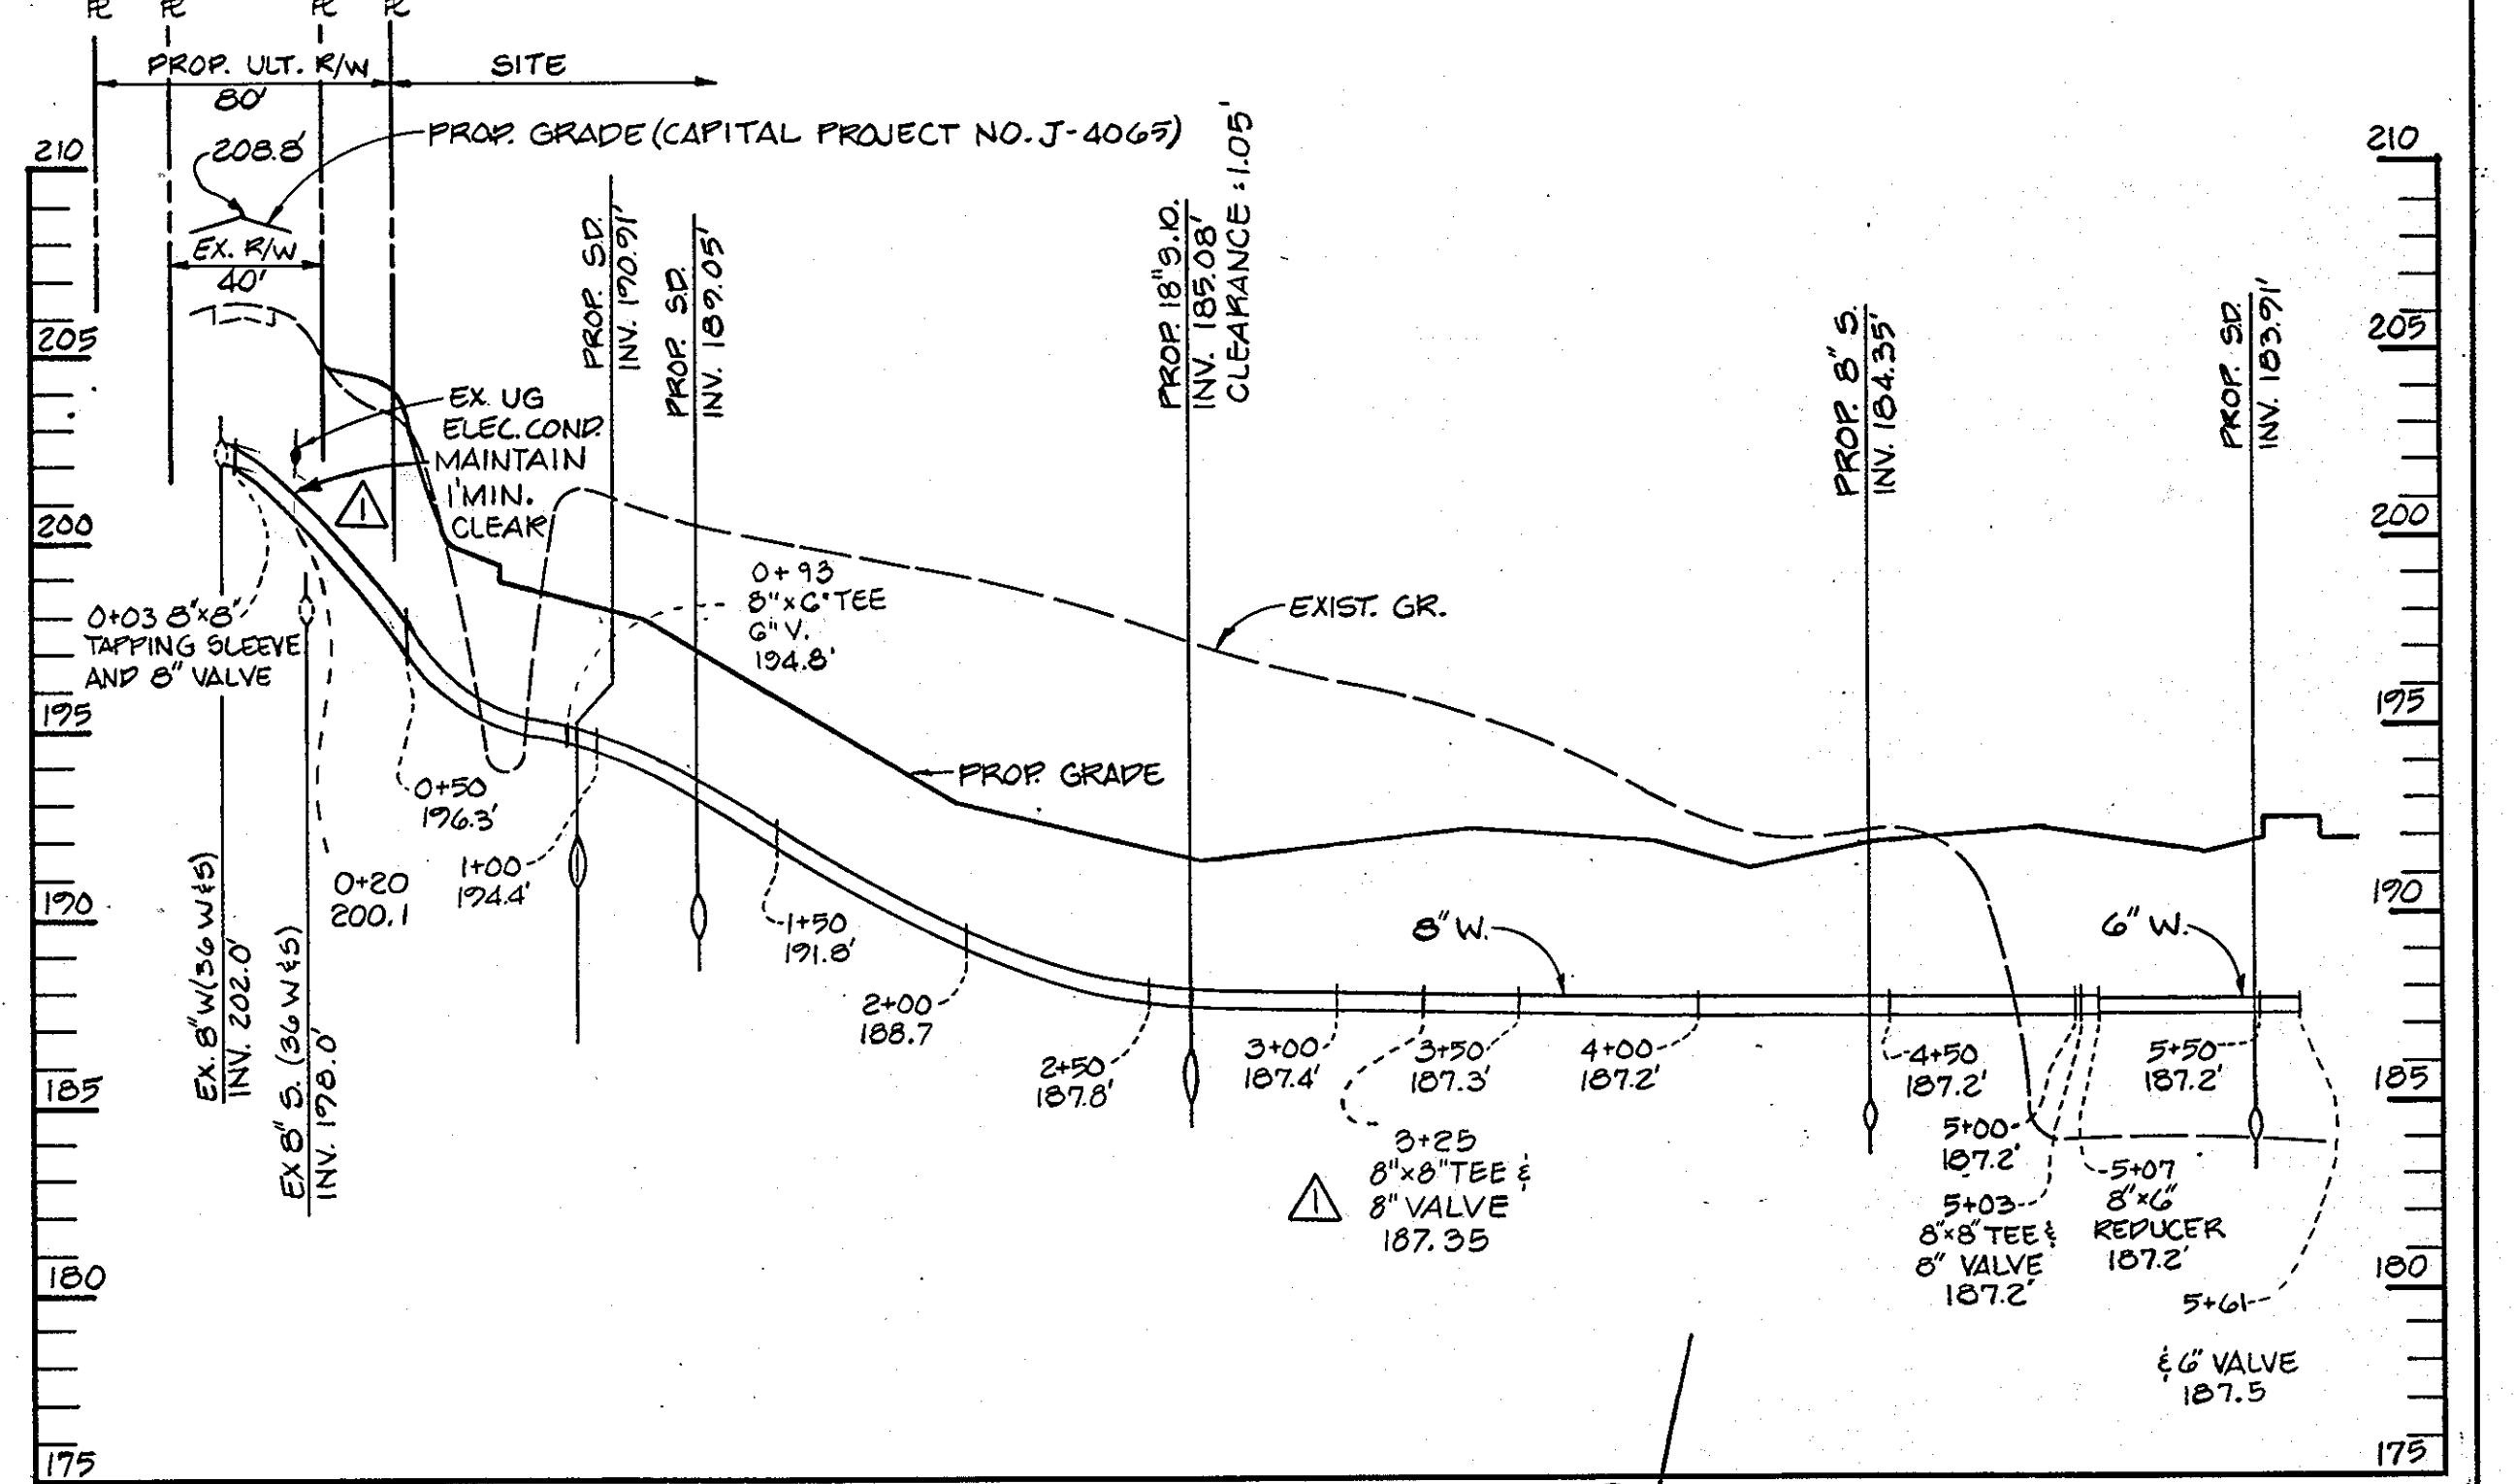 PROP. ULT. R/W
80'
SITE
208.8'
PROP. GRADE (CAPITAL PROJECT NO. J-4065)
EX. R/W
40'
210
205
200
195
190
185
180
175
210
205
200
195
190
185
180
175
EX. UG
ELEC. COND.
MAINTAIN
1' MIN.
CLEAR
1
PROP. S.D.
INV. 190.91'
PROP. S.D.
INV. 189.05'
PROP. 18" S.D.
INV. 185.08'
CLEARANCE = 1.05'
PROP. 8" S.
INV. 184.35'
PROP. S.D.
INV. 183.91'
EXIST. GR.
PROP. GRADE
8" W.
6" W.
0+03 8"x8"
TAPPING SLEEVE
AND 8" VALVE
EX. 8" W (36 W & S)
INV. 202.0'
EX 8" S. (36 W & S)
INV. 198.0'
0+20
200.1
0+50
196.3'
0+93
8"x6" TEE
6" V.
194.8'
1+00
194.4'
1+50
191.8'
2+00
188.7
2+50
187.8'
3+00
187.4'
3+25
8"x8" TEE &
8" VALVE
187.35
1
3+50
187.3'
4+00
187.2'
4+50
187.2'
5+00
187.2'
5+03
8"x8" TEE &
8" VALVE
187.2'
5+07
8"x6"
REDUCER
187.2'
5+50
187.2'
5+61
& 6" VALVE
187.5